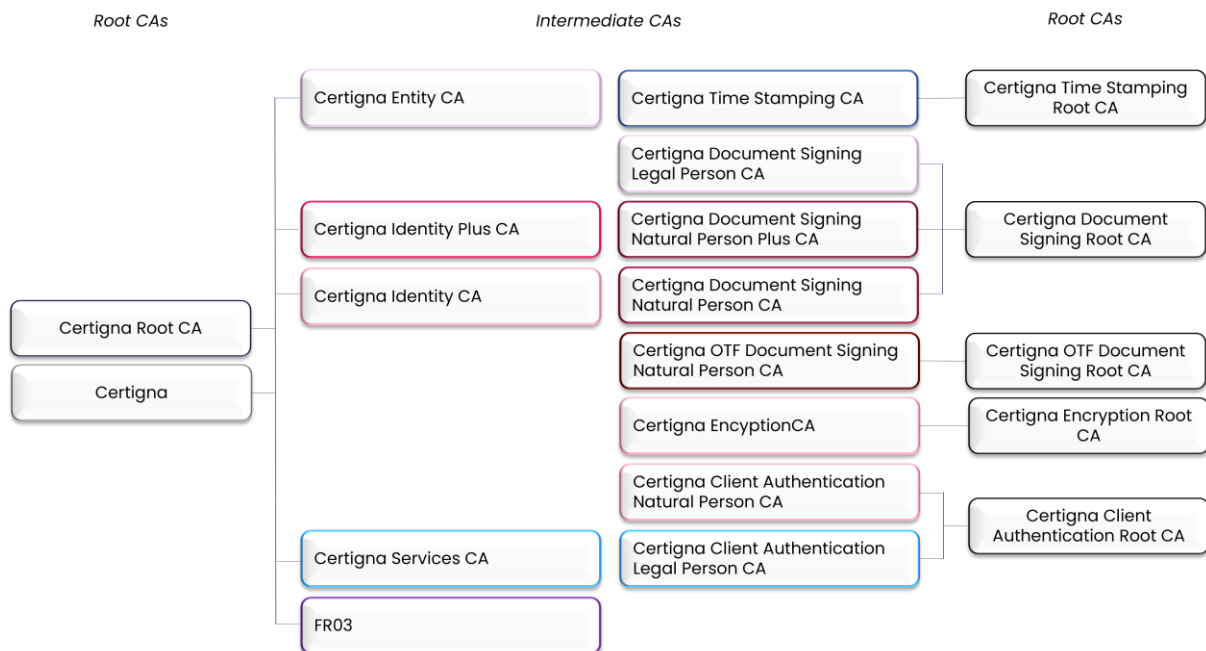 Root CAs
Intermediate CAs
Root CAs
Certigna Entity CA
Certigna Time Stamping CA
Certigna Time Stamping
Root CA
Certigna Document Signing
Legal Person CA
Certigna Identity Plus CA
Certigna Document Signing
Natural Person Plus CA
Certigna Document
Signing Root CA
Certigna Identity CA
Certigna Document Signing
Natural Person CA
Certigna Root CA
Certigna OTF Document Signing
Natural Person CA
Certigna OTF Document
Signing Root CA
Certigna
Certigna EncyptionCA
Certigna Encryption Root
CA
Certigna Client Authentication
Natural Person CA
Certigna Client
Authentication Root CA
Certigna Services CA
Certigna Client Authentication
Legal Person CA
FR03